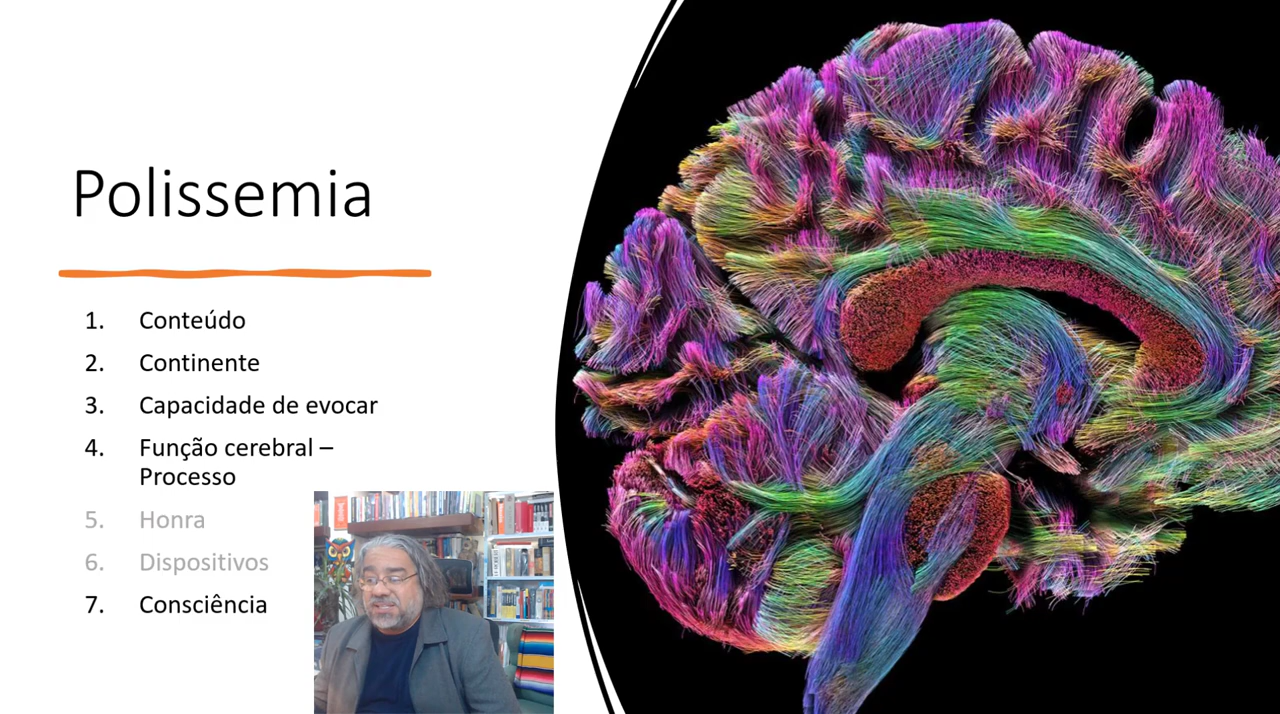 Polissemia
1. Conteúdo
2. Continente
3. Capacidade de evocar
4. Função cerebral –
Processo
5. Honra
6. Dispositivos
7. Consciência